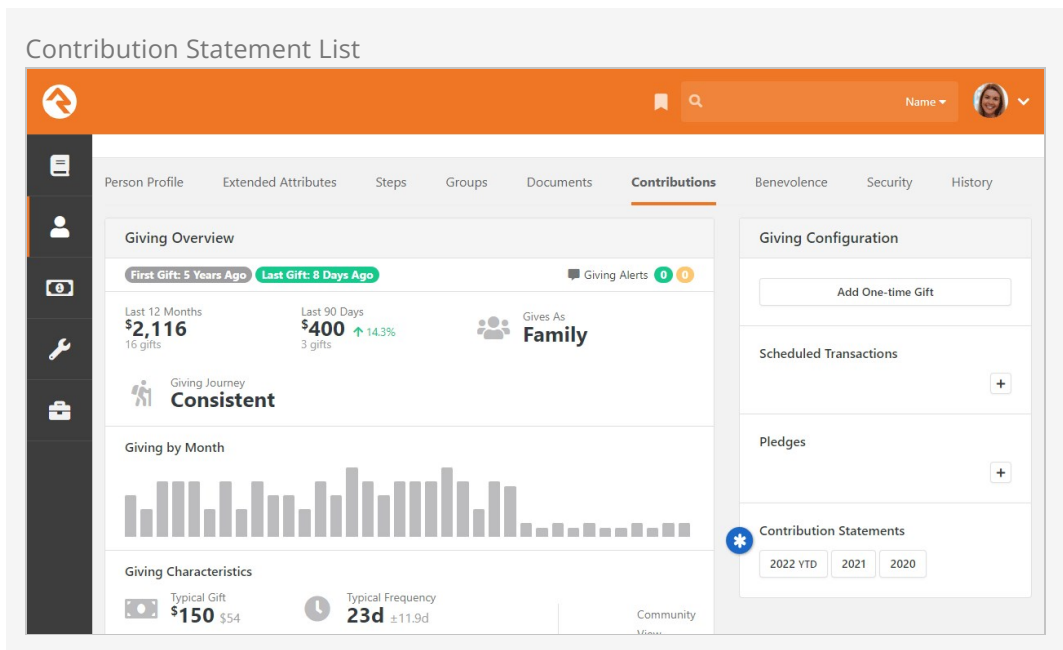 Contribution Statement List
Name
Person Profile Extended Attributes Steps Groups Documents Contributions Benevolence Security History
Giving Overview
First Gift: 5 Years Ago Last Gift: 8 Days Ago Giving Alerts 0 0
Last 12 Months Last 90 Days Gives As
$2,116 $400 14.3% Family
16 gifts 3 gifts
Giving Journey
Consistent
Giving by Month
Giving Characteristics
Typical Gift Typical Frequency
$150 $54 23d ±11.9d
Community
View
Giving Configuration
Add One-time Gift
Scheduled Transactions
+
Pledges
+
Contribution Statements
2022 YTD 2021 2020